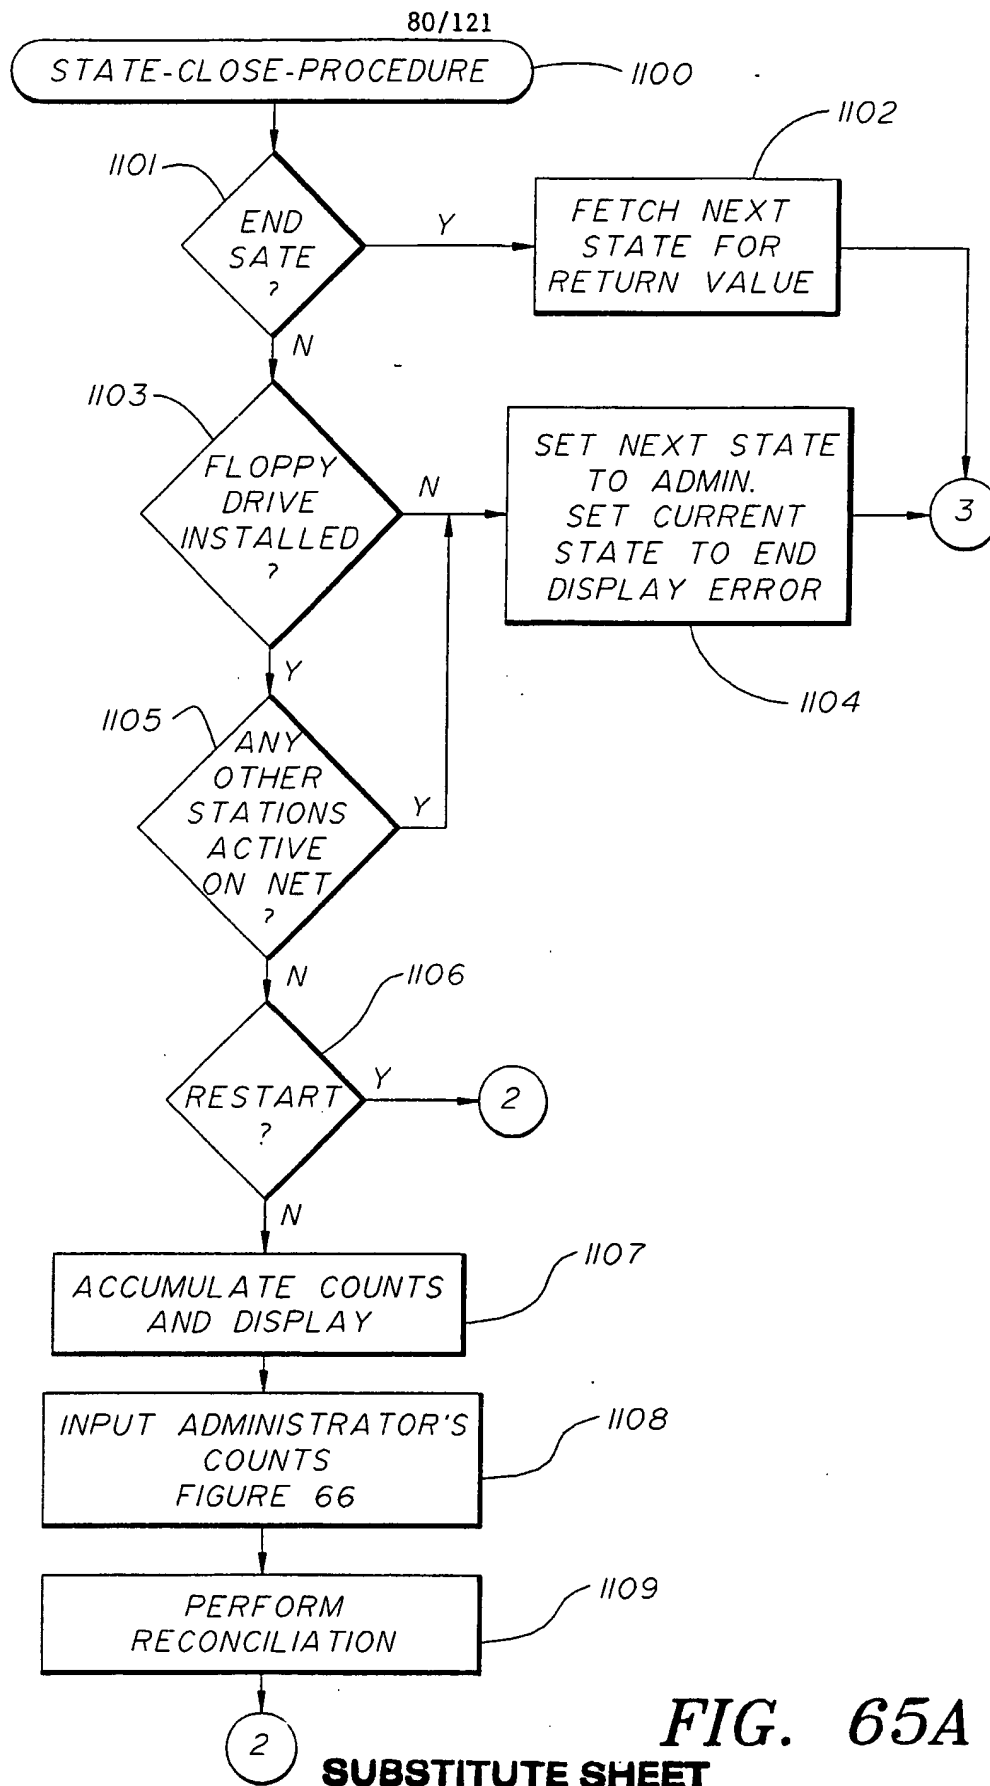 80/121
STATE-CLOSE-PROCEDURE
1100
1101
END
SATE
?
Y
1102
FETCH NEXT
STATE FOR
RETURN VALUE
N
1103
FLOPPY
DRIVE
INSTALLED
?
N
SET NEXT STATE
TO ADMIN.
SET CURRENT
STATE TO END
DISPLAY ERROR
3
1104
Y
1105
ANY
OTHER
STATIONS
ACTIVE
ON NET
?
Y
N
1106
RESTART
?
Y
2
N
1107
ACCUMULATE COUNTS
AND DISPLAY
1108
INPUT ADMINISTRATOR'S
COUNTS
FIGURE 66
1109
PERFORM
RECONCILIATION
2
FIG. 65A
SUBSTITUTE SHEET